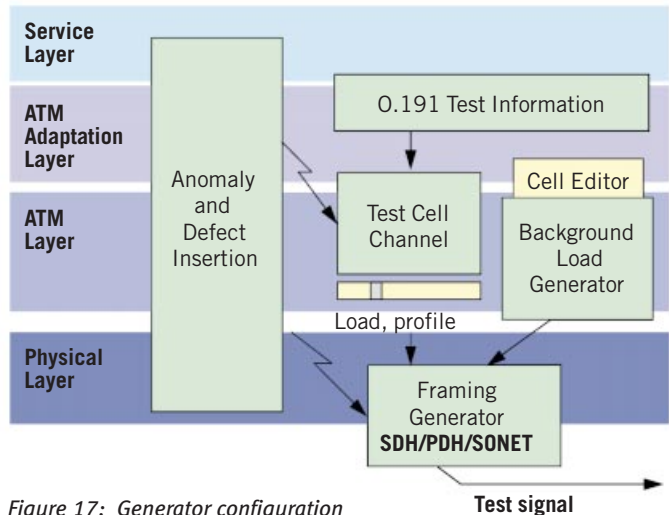 Service
Layer
O.191 Test Information
ATM
Adaptation
Layer
Anomaly
and
Defect
Insertion
Cell Editor
Test Cell
Channel
ATM
Layer
Background
Load
Generator
Load, profile
Physical
Layer
Framing
Generator
SDH/PDH/SONET
Test signal
Figure 17: Generator configuration